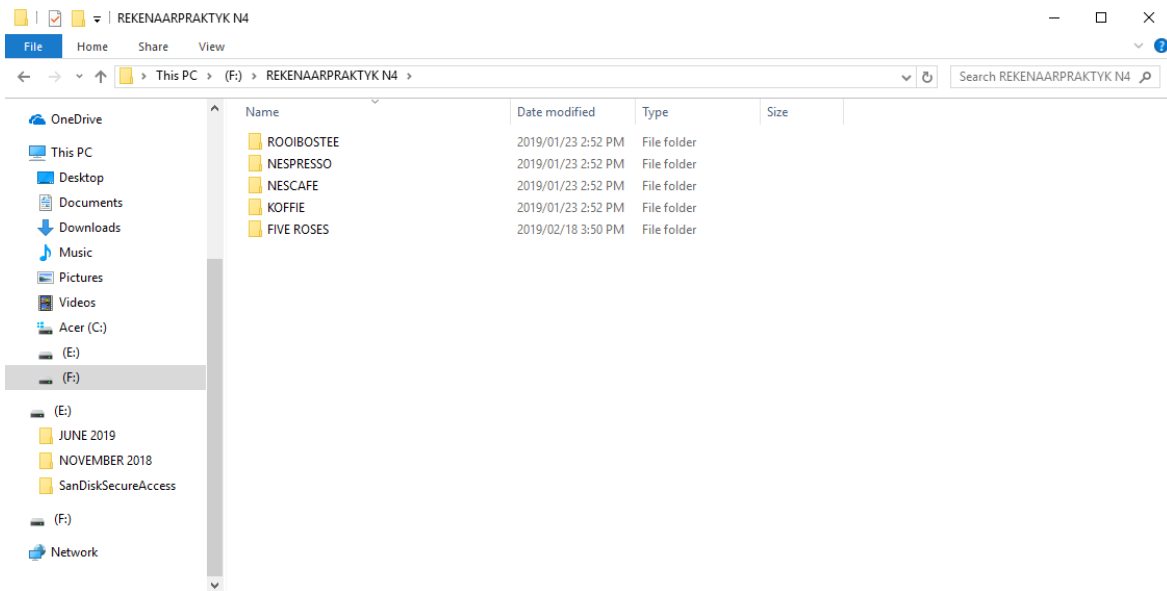 REKENAARPRAKTYK N4
File Home Share View
This PC > (F:) > REKENAARPRAKTYK N4 > Search REKENAARPRAKTYK N4
Name Date modified Type Size
OneDrive
This PC
Desktop
Documents
Downloads
Music
Pictures
Videos
Acer (C:)
(E:)
(F:)
(E:)
JUNE 2019
NOVEMBER 2018
SanDiskSecureAccess
(F:)
Network
ROOIBOSTEE 2019/01/23 2:52 PM File folder
NESPRESSO 2019/01/23 2:52 PM File folder
NESCAFE 2019/01/23 2:52 PM File folder
KOFFIE 2019/01/23 2:52 PM File folder
FIVE ROSES 2019/02/18 3:50 PM File folder